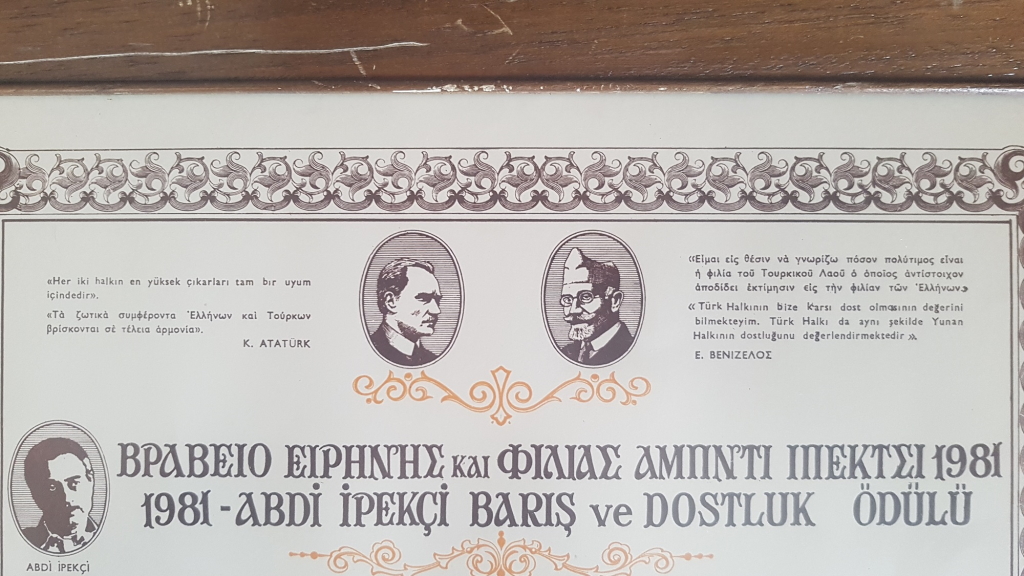 «Her iki halkın en yüksek çıkarları tam bir uyum
içindedir».
«Τὰ ζωτικὰ συμφέροντα Ἑλλήνων καὶ Τούρκων
βρίσκονται σὲ τέλεια ἁρμονία».
K. ATATÜRK
«Εἶμαι εἰς θέσιν νὰ γνωρίζω πόσον πολύτιμος εἶναι
ἡ φιλία τοῦ Τουρκικοῦ Λαοῦ ὁ ὁποῖος ἀντίστοιχον
ἀποδίδει ἐκτίμησιν εἰς τὴν φιλίαν τῶν Ἑλλήνων»
«Türk Halkının bize karsı dost olmasının degerini
bilmekteyim. Türk Halkı da aynı şekilde Yunan
Halkının dostluğunu değerlendirmektedir».
Ε. ΒΕΝΙΖΕΛΟΣ
ΒΡΑΒΕΙΟ ΕΙΡΗΝΗΣ και ΦΙΛΙΑΣ ΑΜΠΝΤΙ ΙΠΕΚΤΣΙ 1981
1981 - ABDİ İPEKÇİ BARIŞ ve DOSTLUK ÖDÜLÜ
ABDİ İPEKÇİ